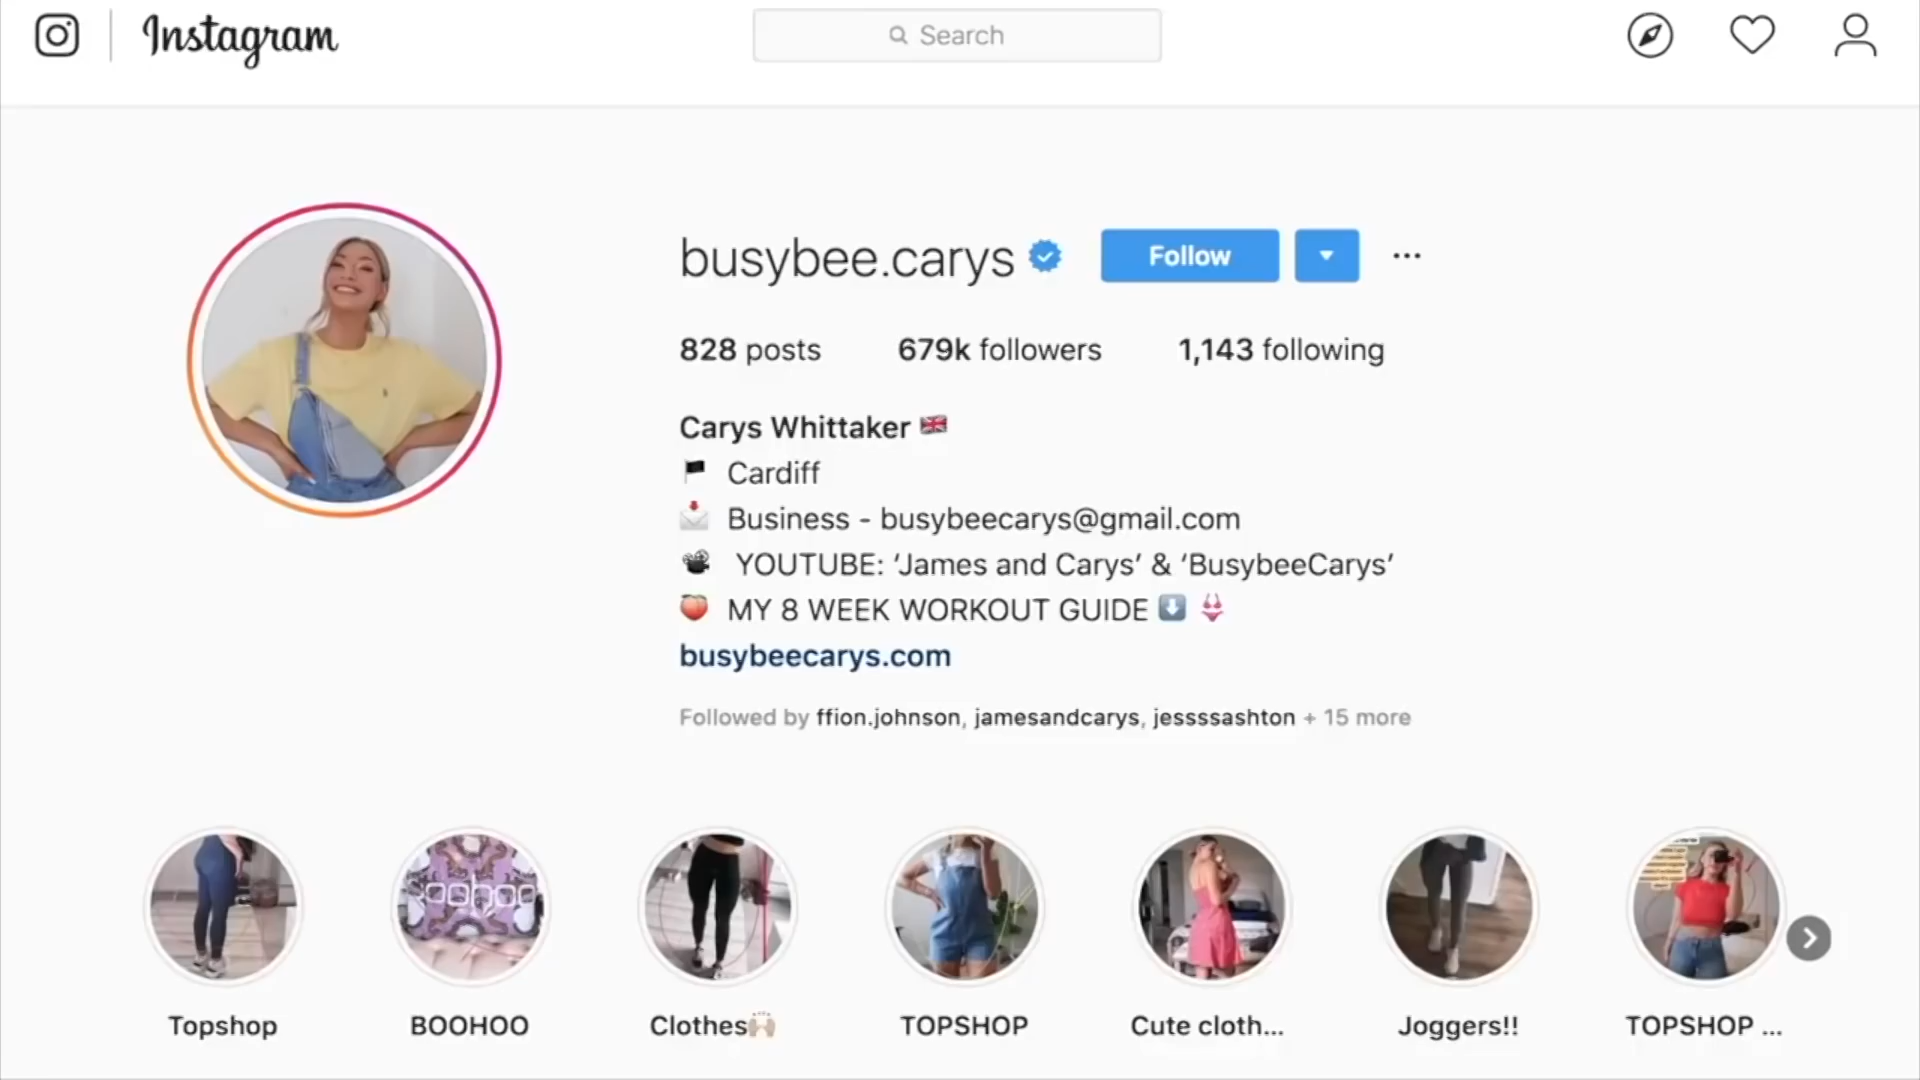 Instagram
Search
busybee.carys Follow
828 posts 679k followers 1,143 following
Carys Whittaker 🇬🇧
🏴 Cardiff
📩 Business - busybeecarys@gmail.com
📽 YOUTUBE: ‘James and Carys’ & ‘BusybeeCarys’
🍑 MY 8 WEEK WORKOUT GUIDE ⬇️ 👙
busybeecarys.com
Followed by ffion.johnson, jamesandcarys, jessssashton + 15 more
boohoo
Topshop BOOHOO Clothes🙌🏼 TOPSHOP Cute cloth... Joggers!! TOPSHOP ...